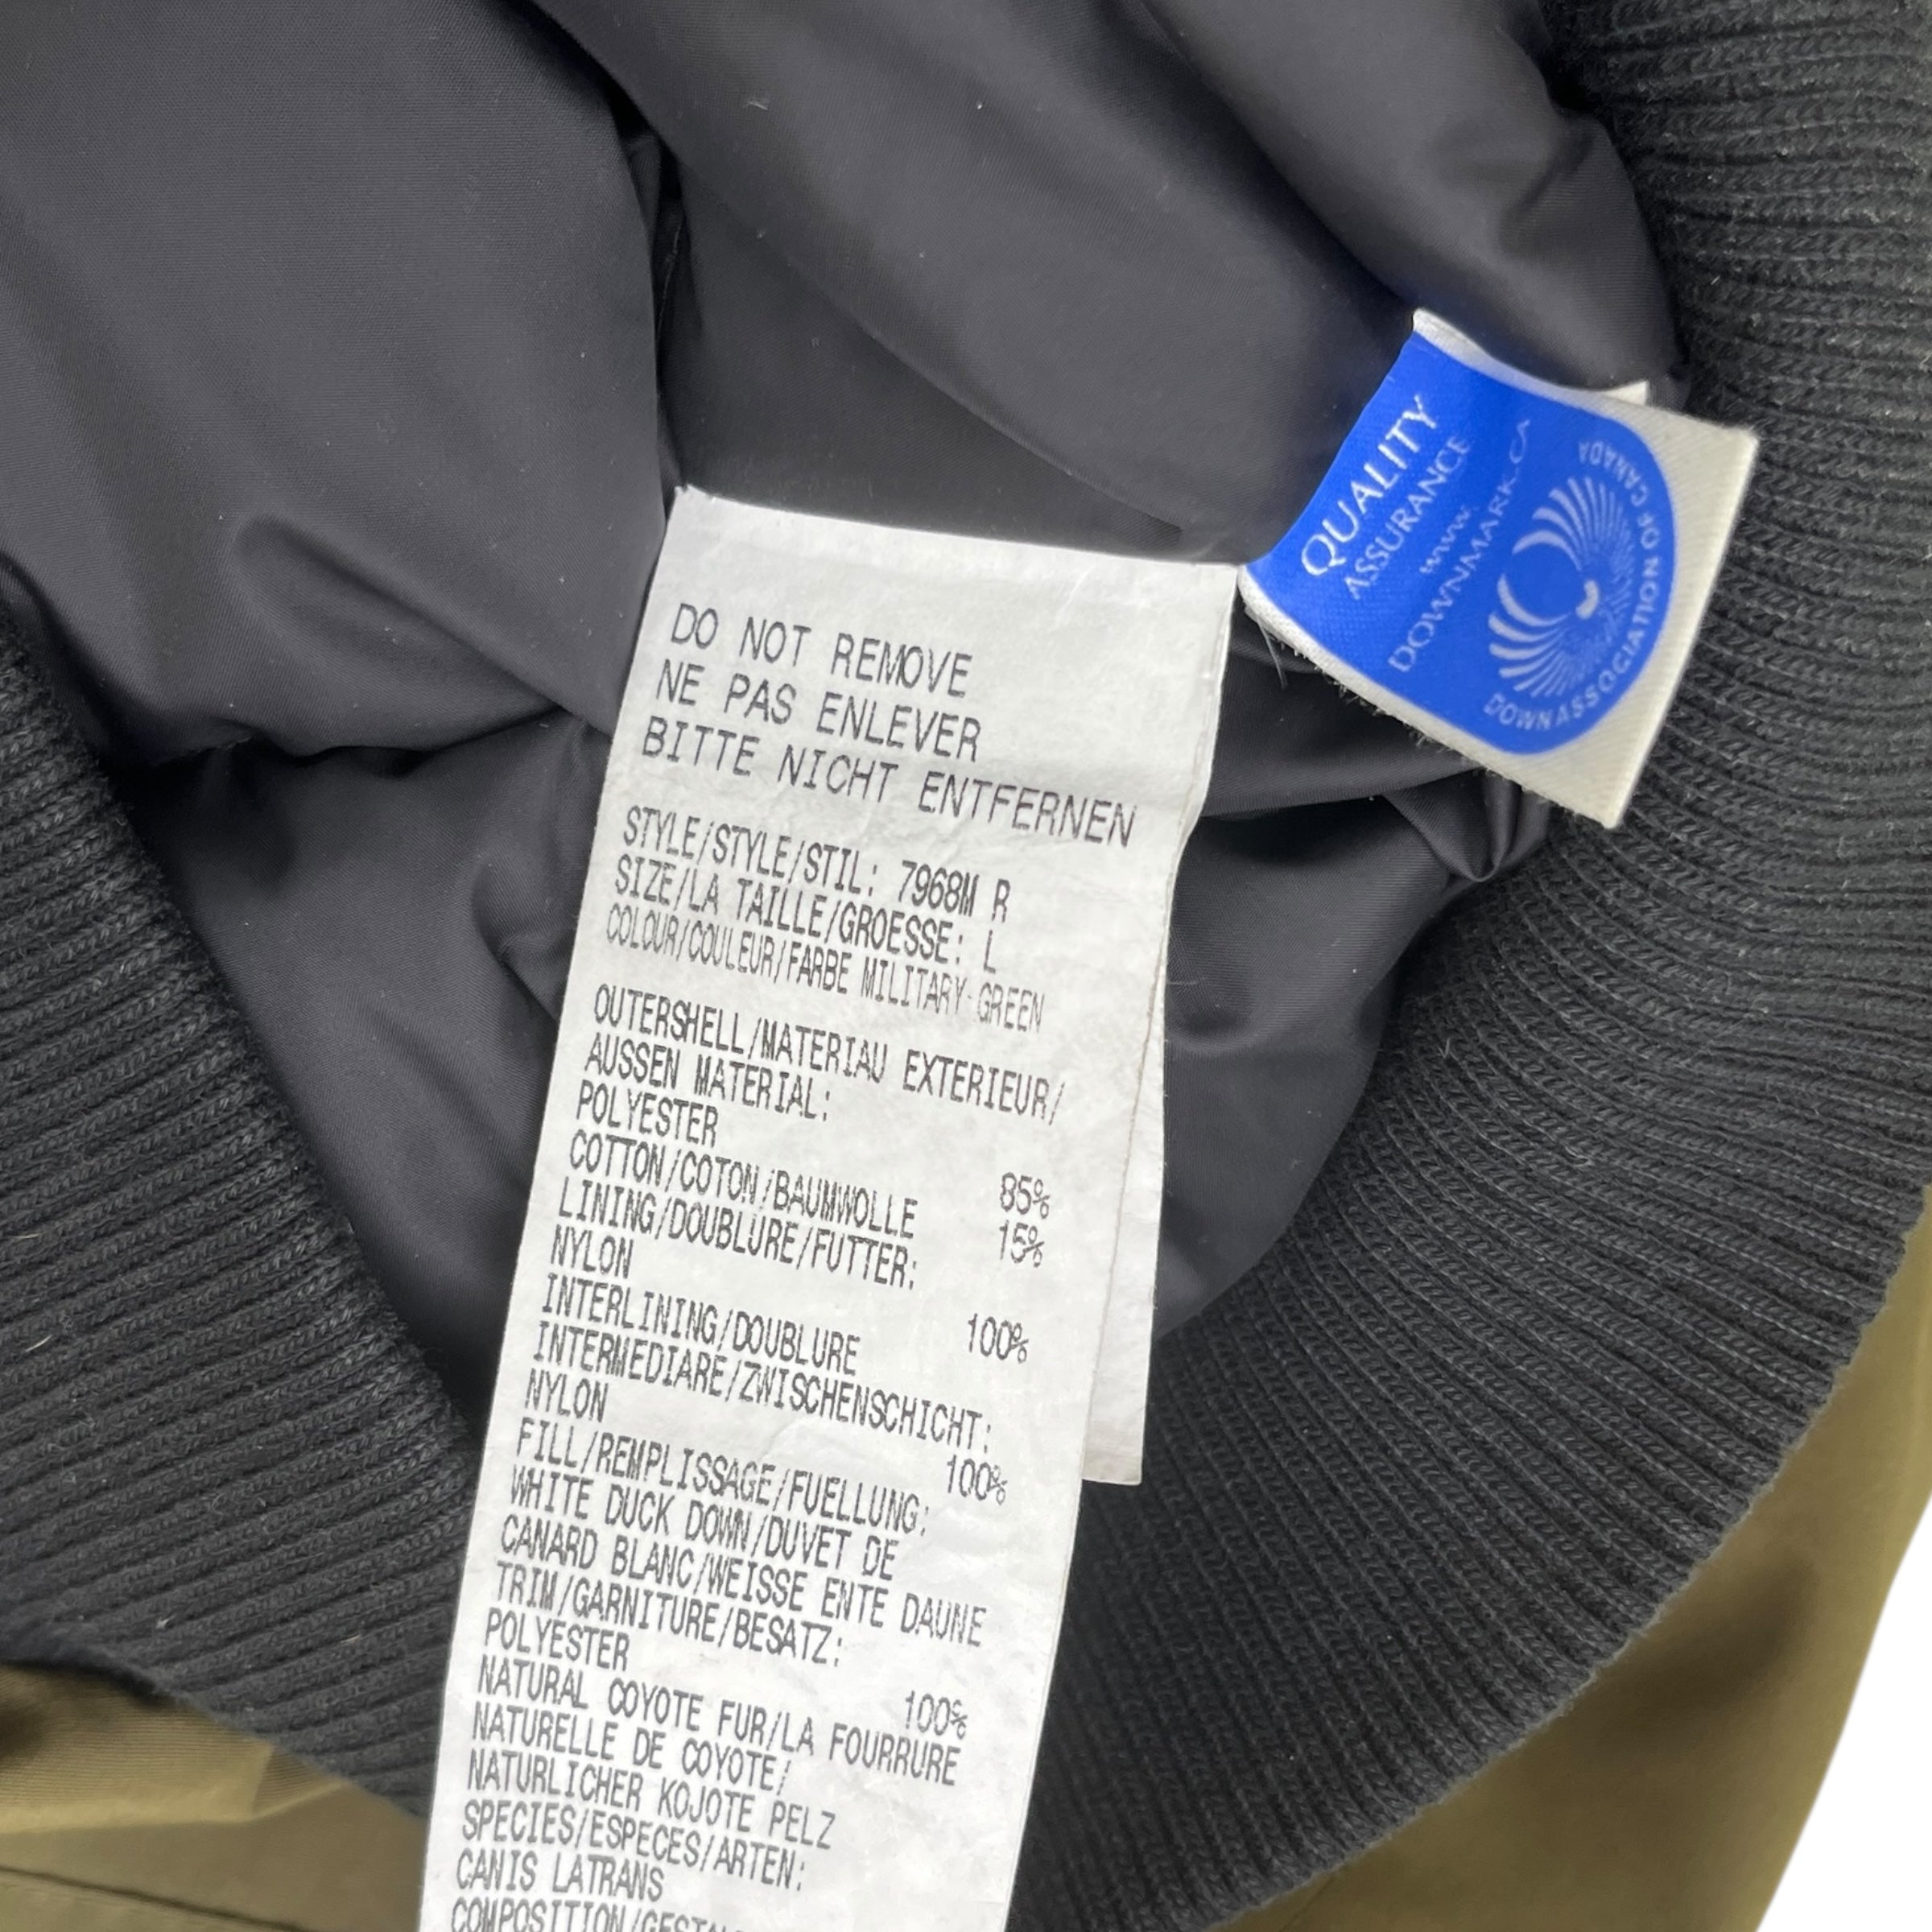 DO NOT REMOVE
NE PAS ENLEVER
BITTE NICHT ENTFERNEN
STYLE/STYLE/STIL: 7968M R
SIZE/LA TAILLE/GROESSE: L
COLOUR/COULEUR/FARBE MILITARY GREEN
OUTERSHELL/MATERIAU EXTERIEUR/
AUSSEN MATERIAL:
POLYESTER 85%
COTTON/COTON/BAUMWOLLE 15%
LINING/DOUBLURE/FUTTER:
NYLON 100%
INTERLINING/DOUBLURE
INTERMEDIARE/ZWISCHENSCHICHT:
NYLON 100%
FILL/REMPLISSAGE/FUELLUNG:
WHITE DUCK DOWN/DUVET DE
CANARD BLANC/WEISSE ENTE DAUNE
TRIM/GARNITURE/BESATZ:
POLYESTER 100%
NATURAL COYOTE FUR/LA FOURRURE
NATURELLE DE COYOTE/
NATURLICHER KOJOTE PELZ
SPECIES/ESPECES/ARTEN:
CANIS LATRANS
QUALITY
ASSURANCE
www.
DOWNMARK.CA
DOWN ASSOCIATION OF CANADA